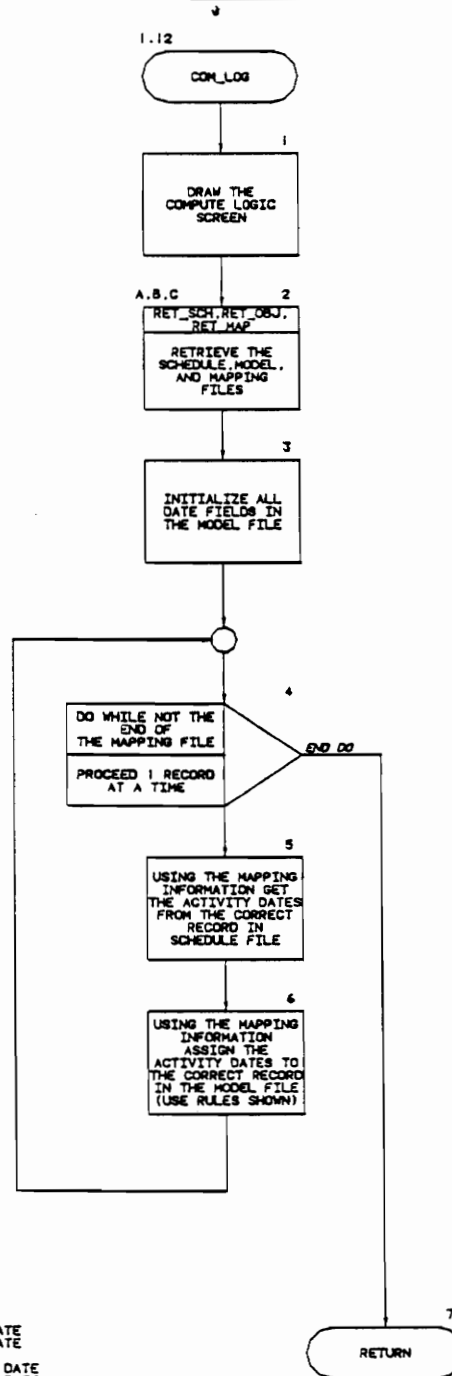 1.12
COM_LOG
1
DRAW THE
COMPUTE LOGIC
SCREEN
A.B.C 2
RET_SCH,RET_OBJ,
RET_MAP
RETRIEVE THE
SCHEDULE,MODEL,
AND MAPPING
FILES
3
INITIALIZE ALL
DATE FIELDS IN
THE MODEL FILE
4
DO WHILE NOT THE
END OF
THE MAPPING FILE
END DO
PROCEED 1 RECORD
AT A TIME
5
USING THE MAPPING
INFORMATION GET
THE ACTIVITY DATES
FROM THE CORRECT
RECORD IN
SCHEDULE FILE
6
USING THE MAPPING
INFORMATION
ASSIGN THE
ACTIVITY DATES TO
THE CORRECT RECORD
IN THE MODEL FILE
(USE RULES SHOWN)
7
RETURN
DATE